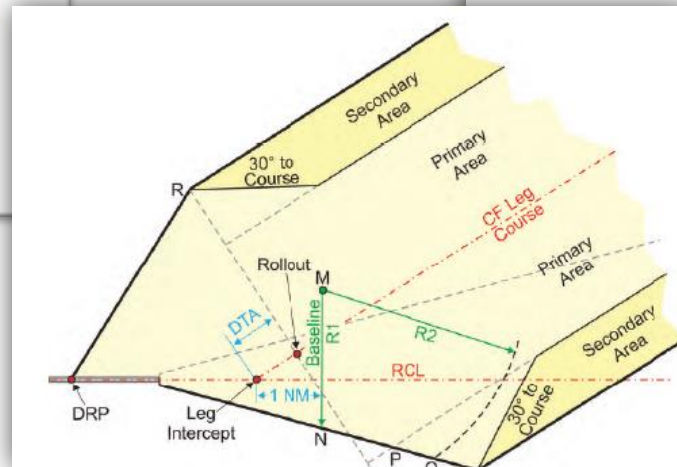 Secondary
Area
30° to
Course
Primary
Area
R
CF Leg
Course
Rollout
M
Primary
Area
DTA
Baseline
R1
R2
Secondary
Area
RCL
DRP
Leg
Intercept
1 NM
30° to
Course
N
P